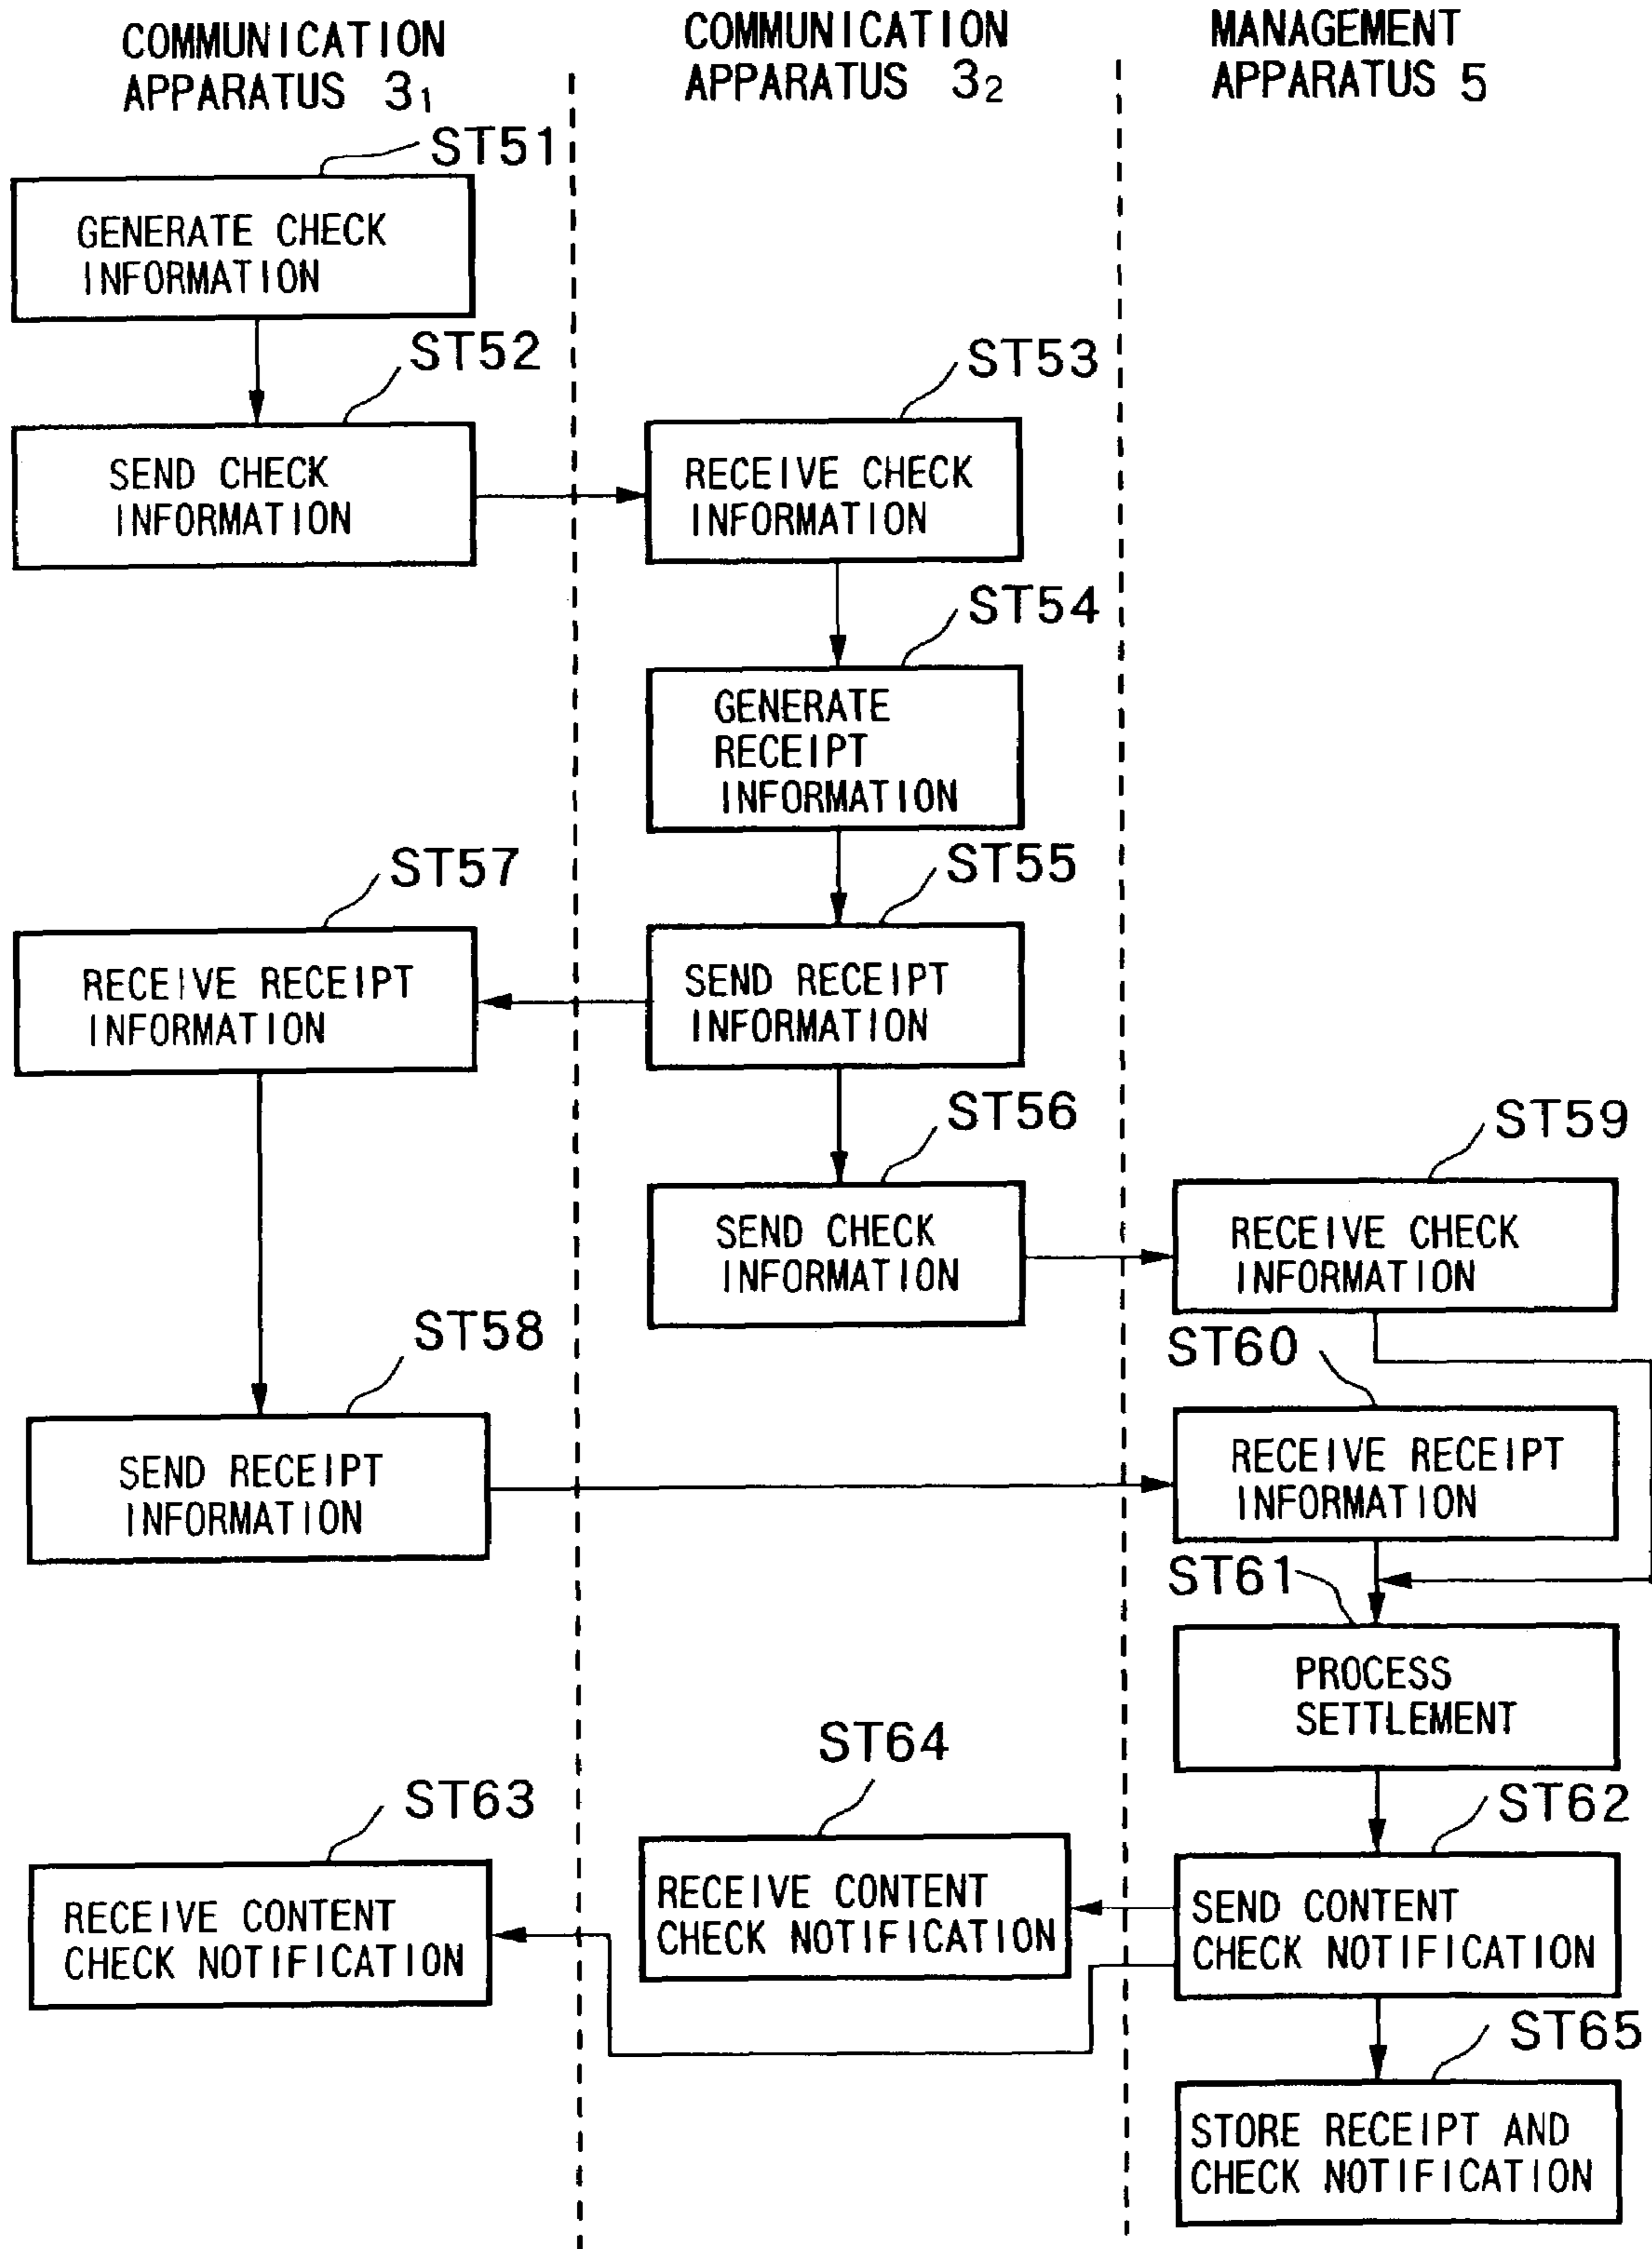 COMMUNICATION
APPARATUS 3₁
COMMUNICATION
APPARATUS 3₂
MANAGEMENT
APPARATUS 5
ST51
GENERATE CHECK
INFORMATION
ST52
SEND CHECK
INFORMATION
ST53
RECEIVE CHECK
INFORMATION
ST54
GENERATE
RECEIPT
INFORMATION
ST57
RECEIVE RECEIPT
INFORMATION
ST55
SEND RECEIPT
INFORMATION
ST56
SEND CHECK
INFORMATION
ST59
RECEIVE CHECK
INFORMATION
ST58
SEND RECEIPT
INFORMATION
ST60
RECEIVE RECEIPT
INFORMATION
ST61
PROCESS
SETTLEMENT
ST63
RECEIVE CONTENT
CHECK NOTIFICATION
ST64
RECEIVE CONTENT
CHECK NOTIFICATION
ST62
SEND CONTENT
CHECK NOTIFICATION
ST65
STORE RECEIPT AND
CHECK NOTIFICATION